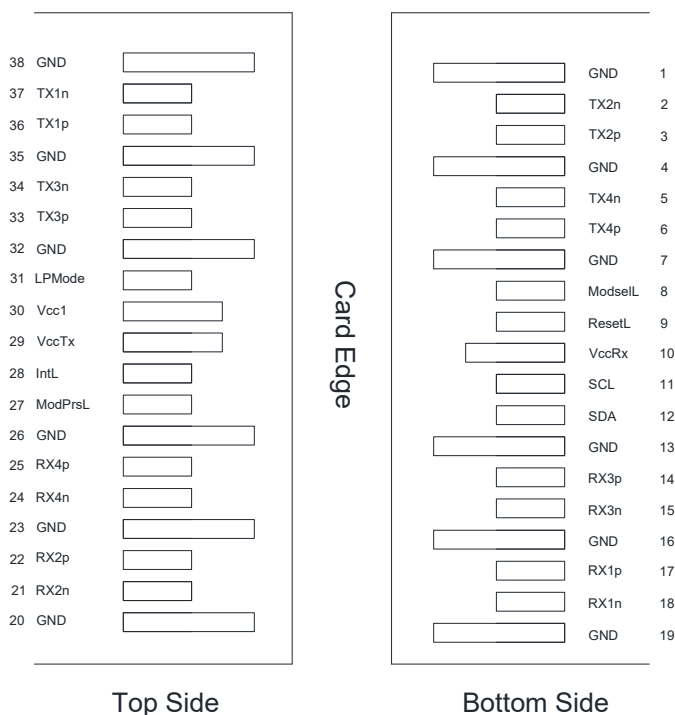 38 GND
37 TX1n
36 TX1p
35 GND
34 TX3n
33 TX3p
32 GND
31 LPMode
30 Vcc1
29 VccTx
28 IntL
27 ModPrsL
26 GND
25 RX4p
24 RX4n
23 GND
22 RX2p
21 RX2n
20 GND
Top Side
Card Edge
GND 1
TX2n 2
TX2p 3
GND 4
TX4n 5
TX4p 6
GND 7
ModselL 8
ResetL 9
VccRx 10
SCL 11
SDA 12
GND 13
RX3p 14
RX3n 15
GND 16
RX1p 17
RX1n 18
GND 19
Bottom Side